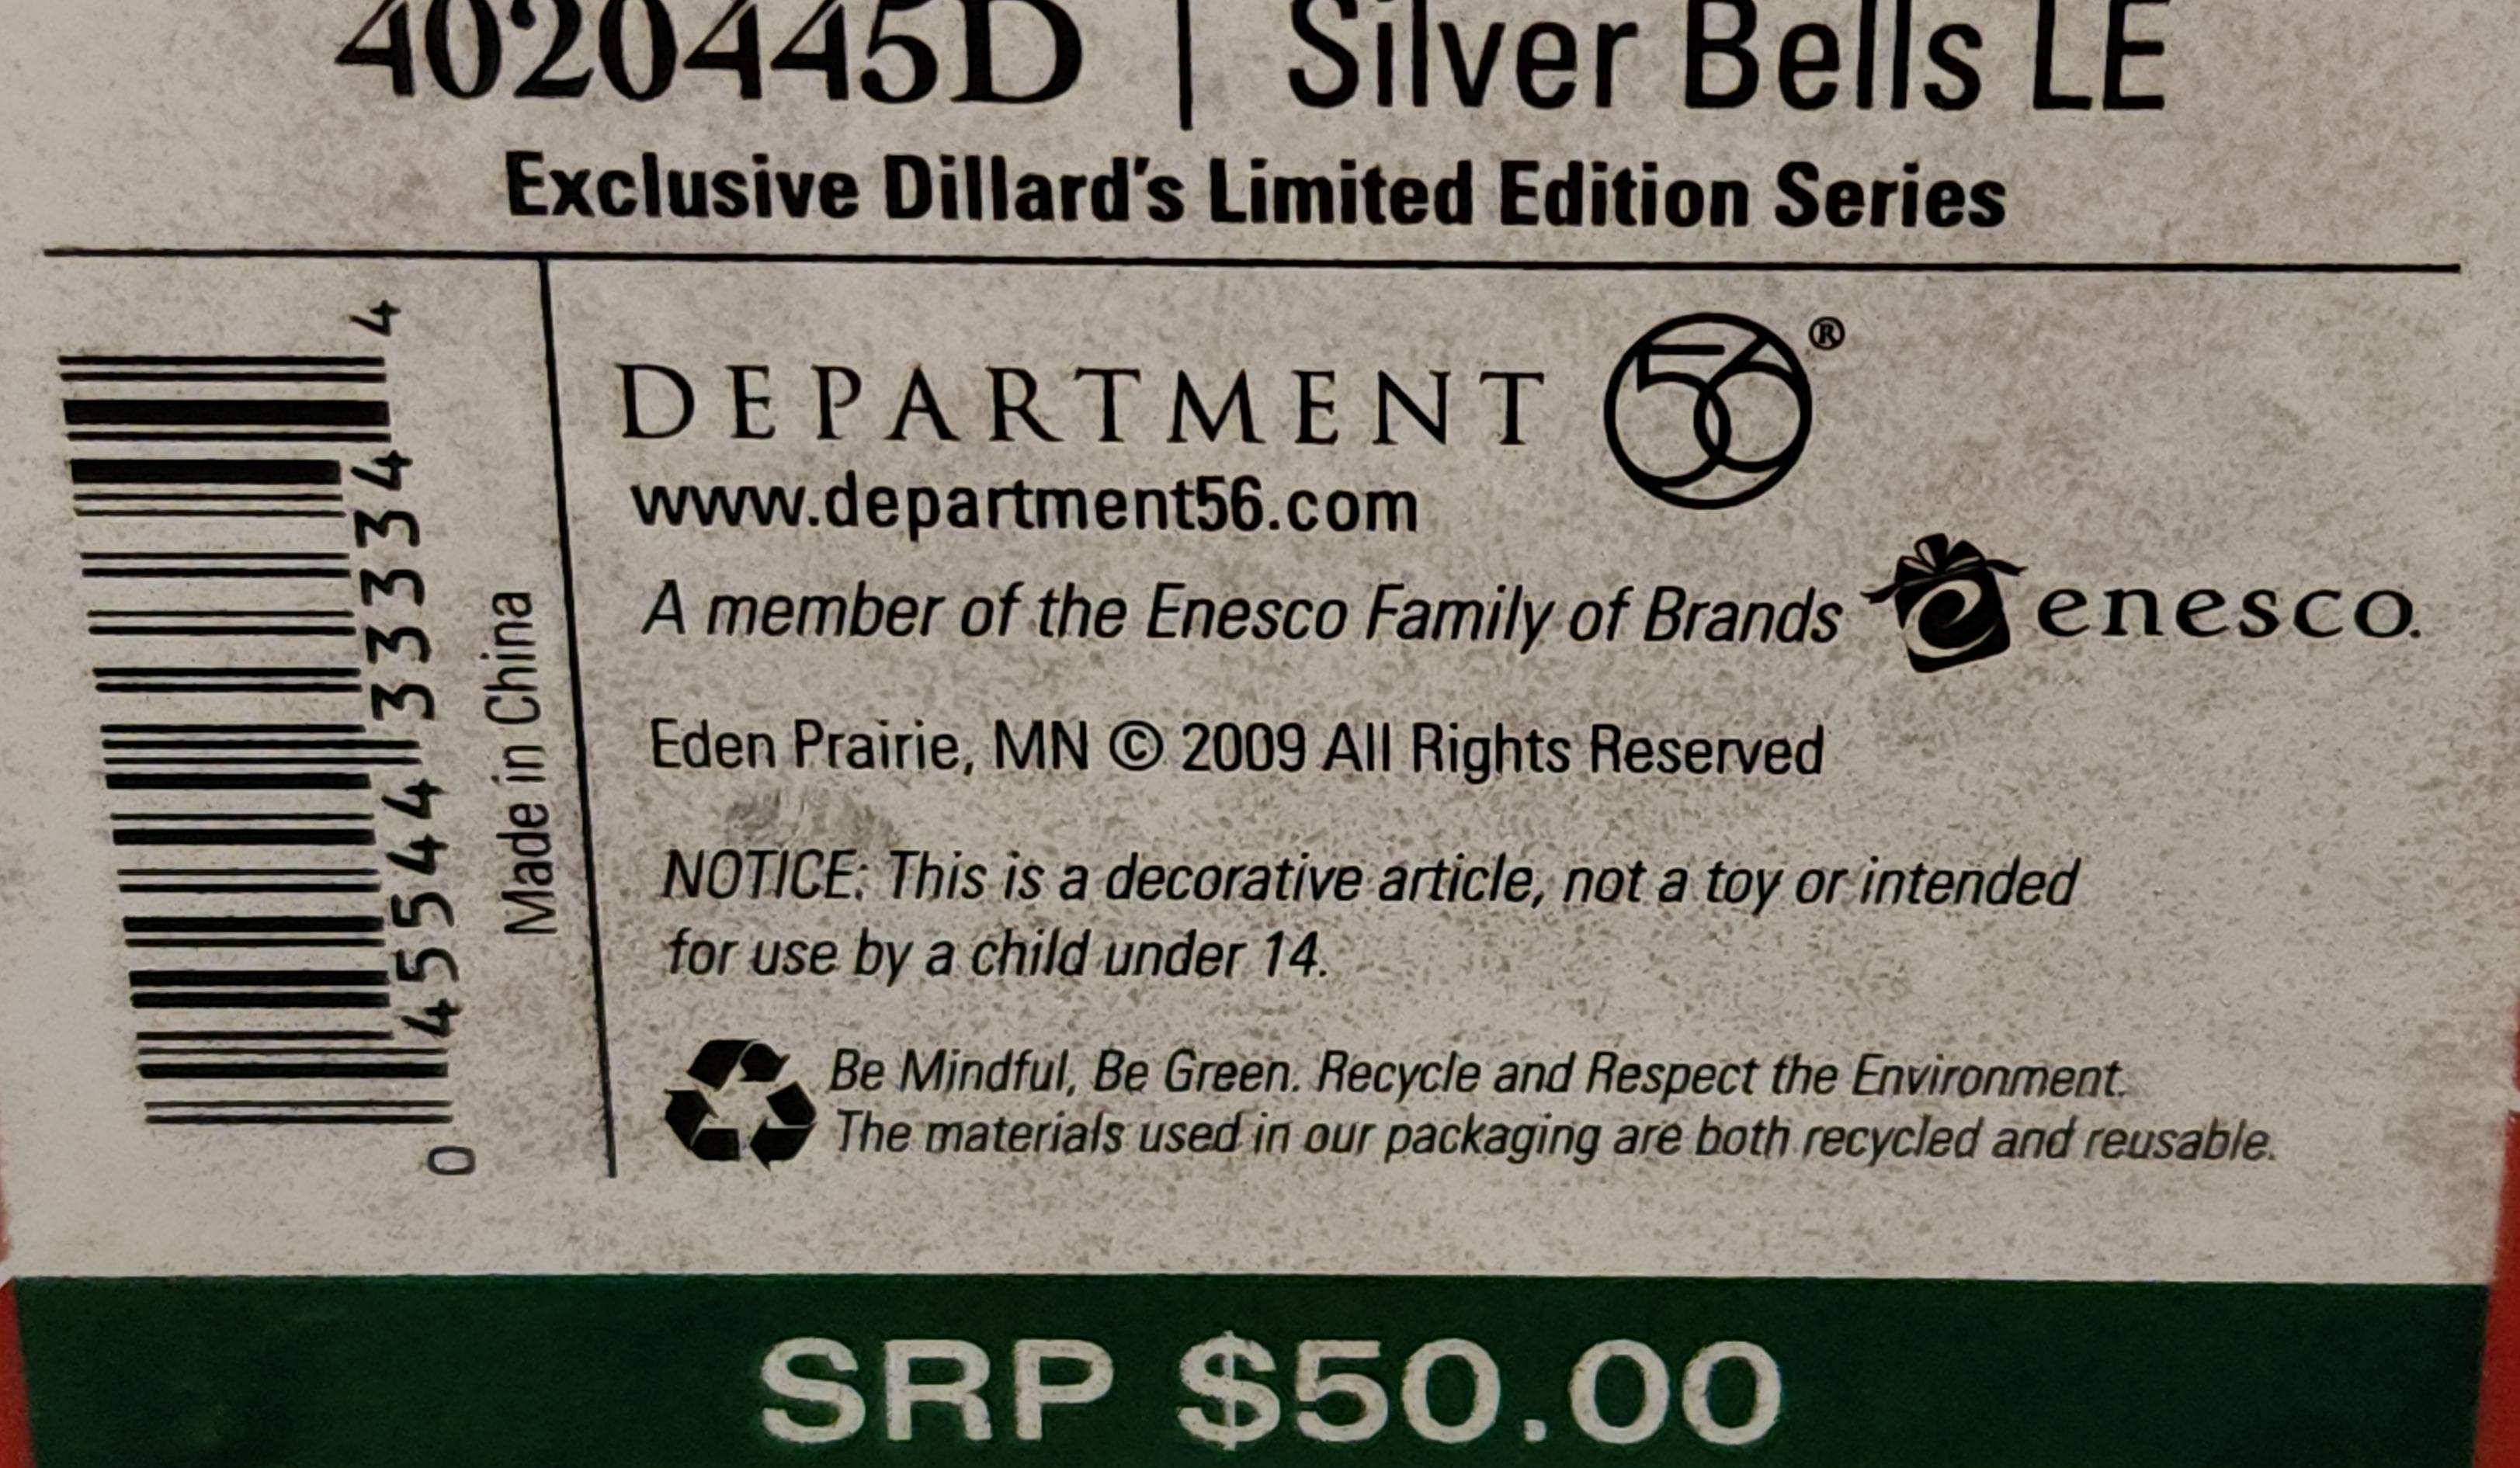 4020445D | Silver Bells LE
Exclusive Dillard's Limited Edition Series
0 45544 33334 4
Made in China
DEPARTMENT 56®
www.department56.com
A member of the Enesco Family of Brands enesco.
Eden Prairie, MN © 2009 All Rights Reserved
NOTICE: This is a decorative article, not a toy or intended
for use by a child under 14.
Be Mindful, Be Green. Recycle and Respect the Environment.
The materials used in our packaging are both recycled and reusable.
SRP $50.00